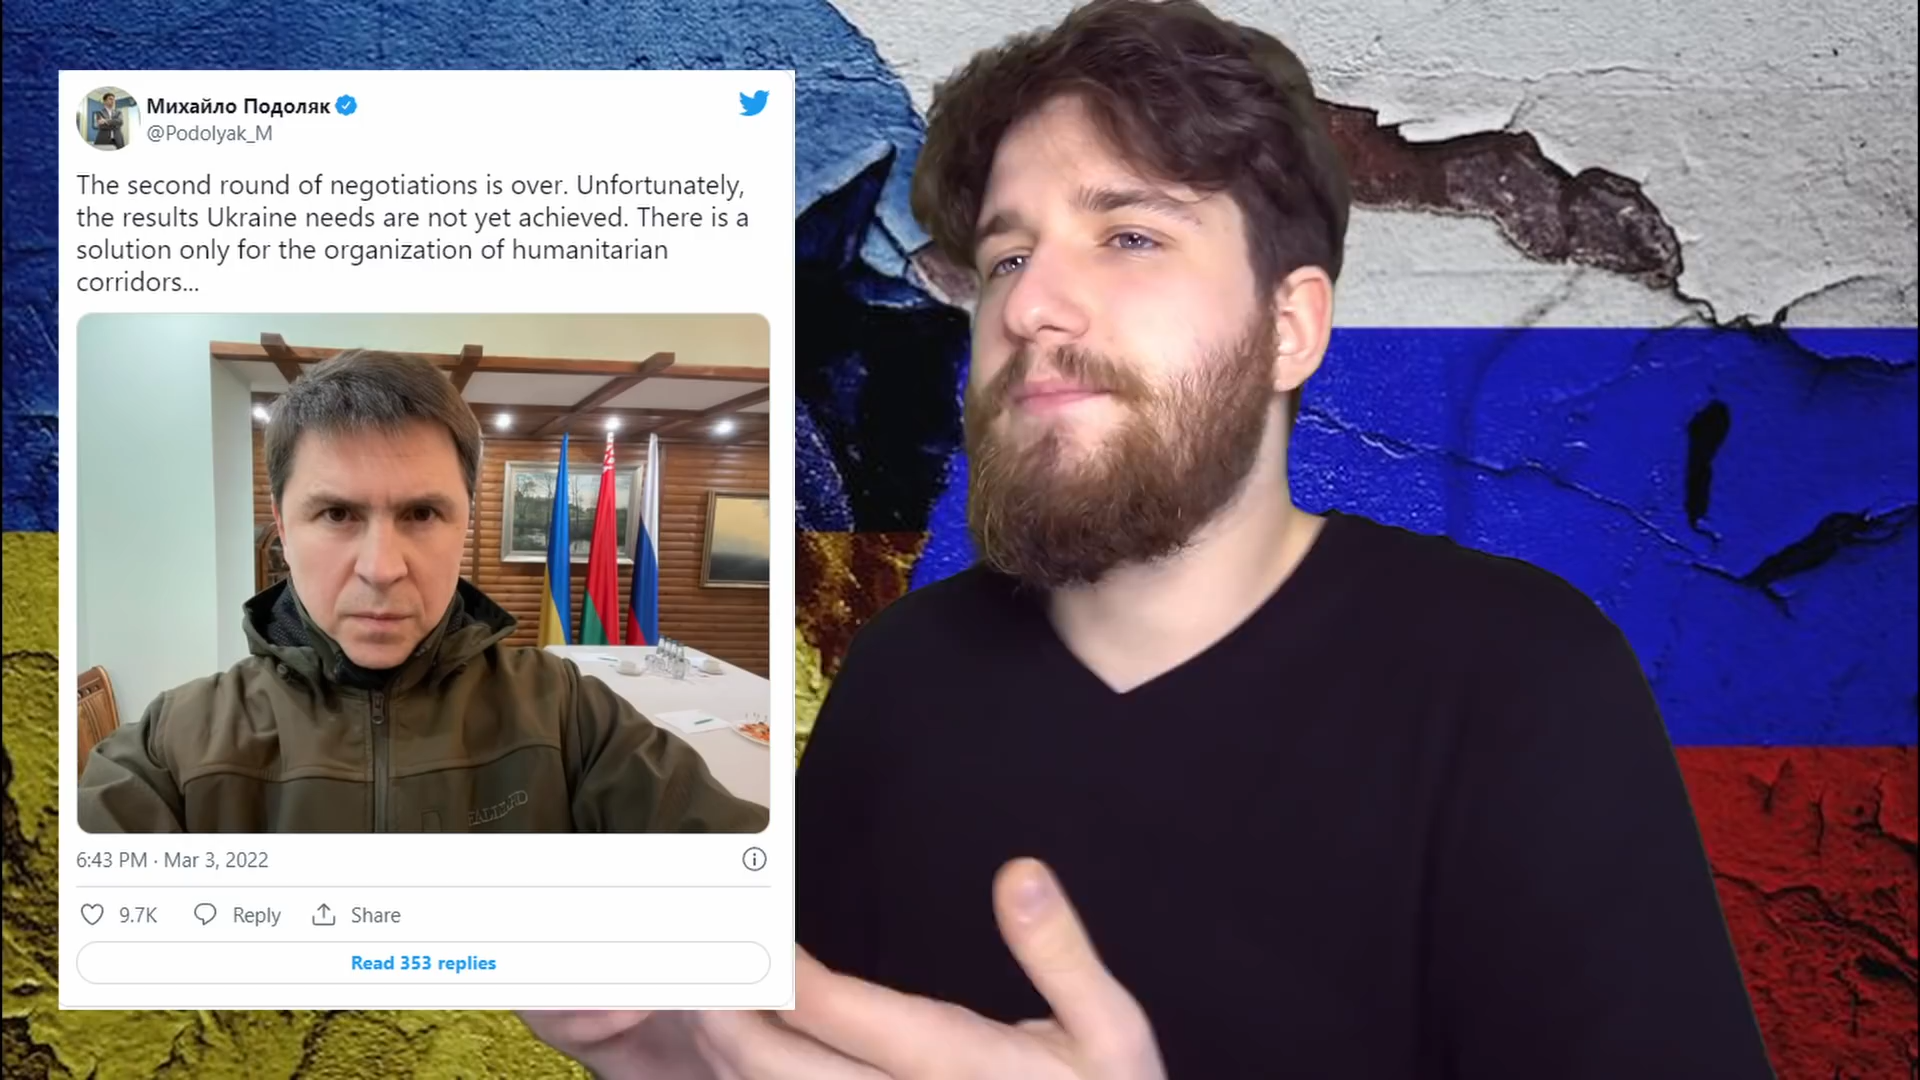 Михайло Подоляк
@Podolyak_M
The second round of negotiations is over. Unfortunately,
the results Ukraine needs are not yet achieved. There is a
solution only for the organization of humanitarian
corridors...
6:43 PM · Mar 3, 2022
9.7K Reply Share
Read 353 replies